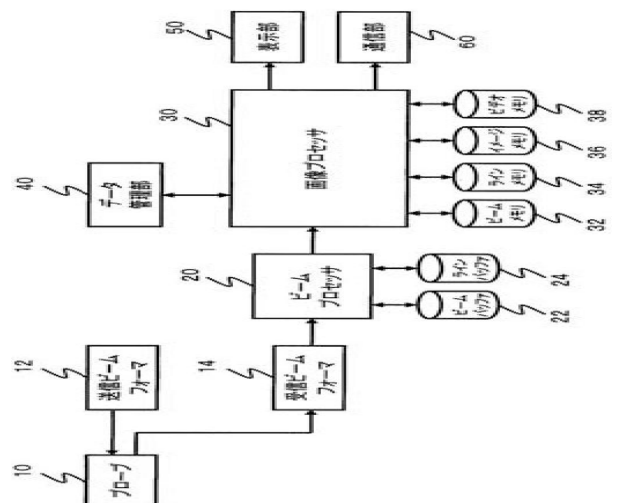 10
プローブ
12
送信ビーム
フォーマ
14
受信ビーム
フォーマ
20
ビーム
プロセッサ
22
ビーム
バッファ
24
ライン
バッファ
40
データ
管理部
30
画像プロセッサ
32
ビーム
メモリ
34
ライン
メモリ
36
イメージ
メモリ
38
ビデオ
メモリ
50
表示部
60
通信部